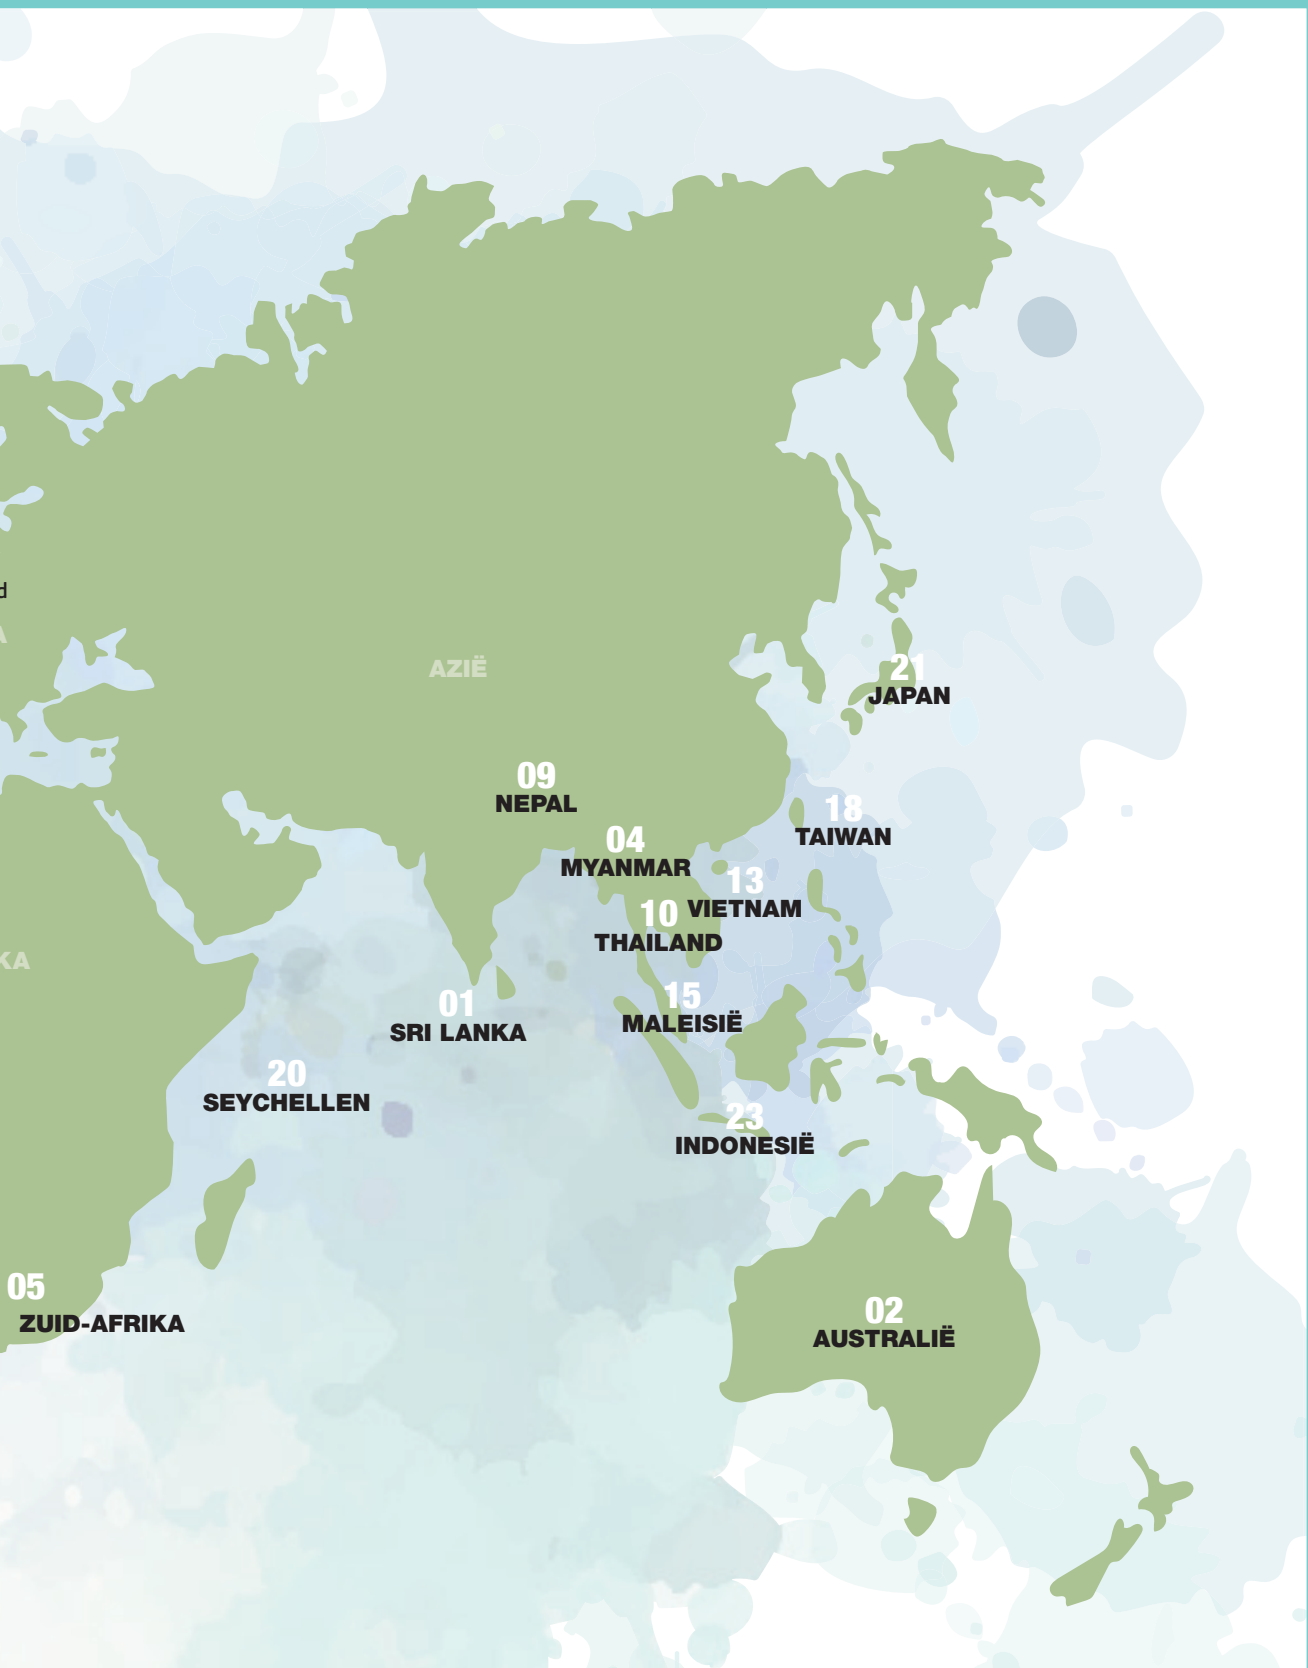 d
A
AZIË
21
JAPAN
09
NEPAL
18
TAIWAN
04
MYANMAR
13
VIETNAM
10
THAILAND
KA
15
MALEISIË
01
SRI LANKA
20
SEYCHELLEN
23
INDONESIË
05
ZUID-AFRIKA
02
AUSTRALIË